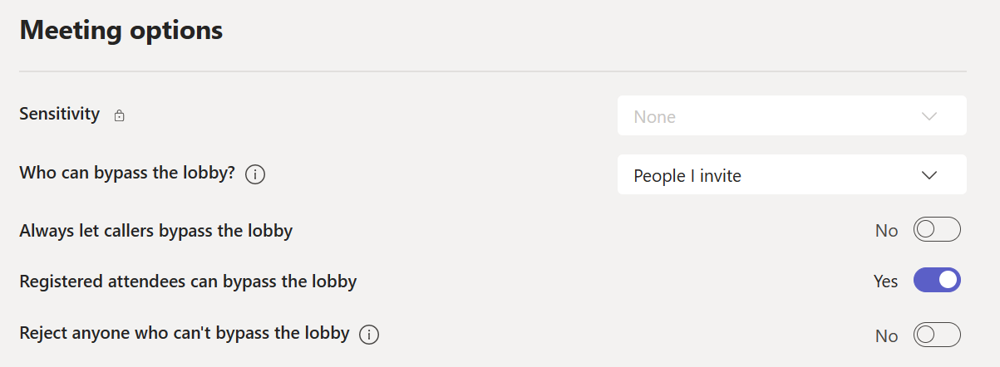 Meeting options
Sensitivity
None
Who can bypass the lobby?
People I invite
Always let callers bypass the lobby
No
Registered attendees can bypass the lobby
Yes
Reject anyone who can't bypass the lobby
No